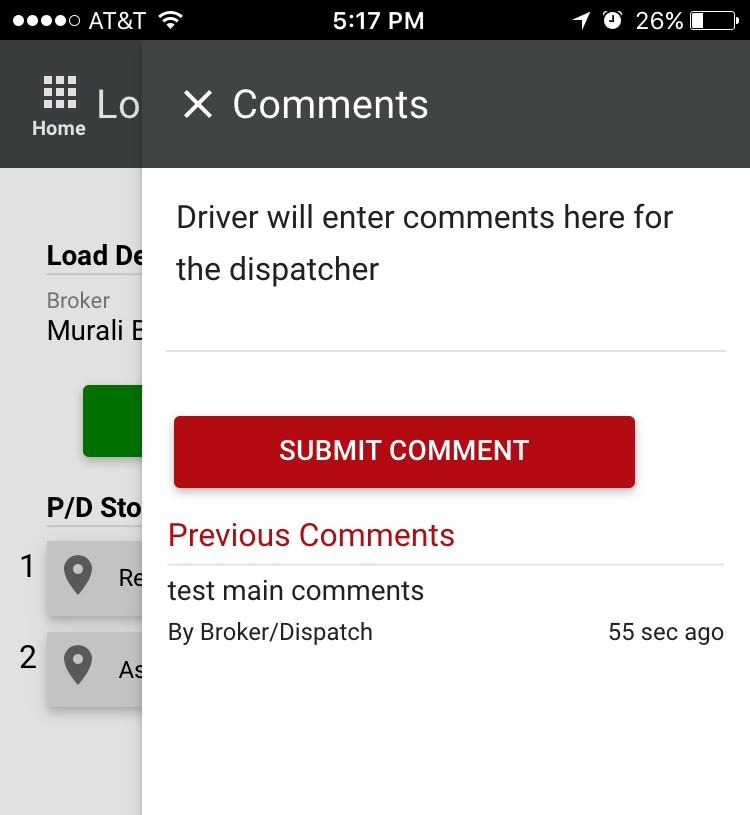 AT&T 5:17 PM 26%
Home
Lo
Comments
Driver will enter comments here for
the dispatcher
Load De
Broker
Murali B
SUBMIT COMMENT
P/D Sto
Previous Comments
1 Re
test main comments
By Broker/Dispatch 55 sec ago
2 As